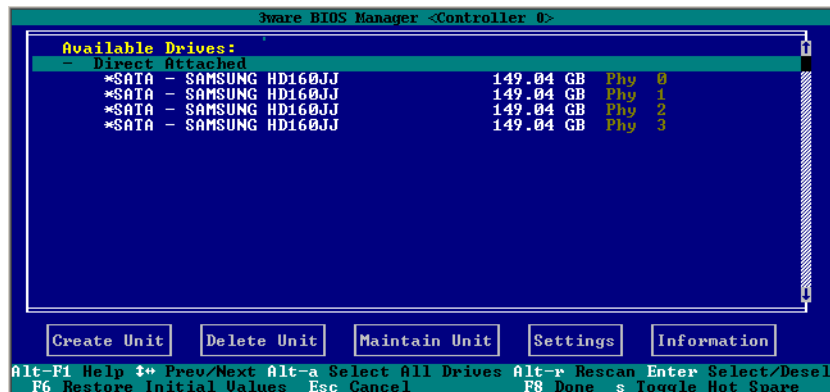 3ware BIOS Manager <Controller 0>
Available Drives:
- Direct Attached
*SATA - SAMSUNG HD160JJ 149.04 GB Phy 0
*SATA - SAMSUNG HD160JJ 149.04 GB Phy 1
*SATA - SAMSUNG HD160JJ 149.04 GB Phy 2
*SATA - SAMSUNG HD160JJ 149.04 GB Phy 3
Create Unit Delete Unit Maintain Unit Settings Information
Alt-F1 Help ↕↔ Prev/Next Alt-a Select All Drives Alt-r Rescan Enter Select/Desel
F6 Restore Initial Values Esc Cancel F8 Done s Toggle Hot Spare